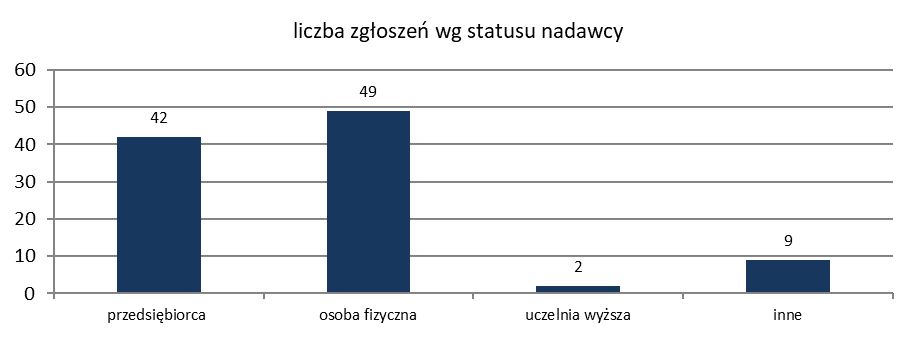 liczba zgłoszeń wg statusu nadawcy
60
50
40
30
20
10
0
42
49
2
9
przedsiębiorca
osoba fizyczna
uczelnia wyższa
inne